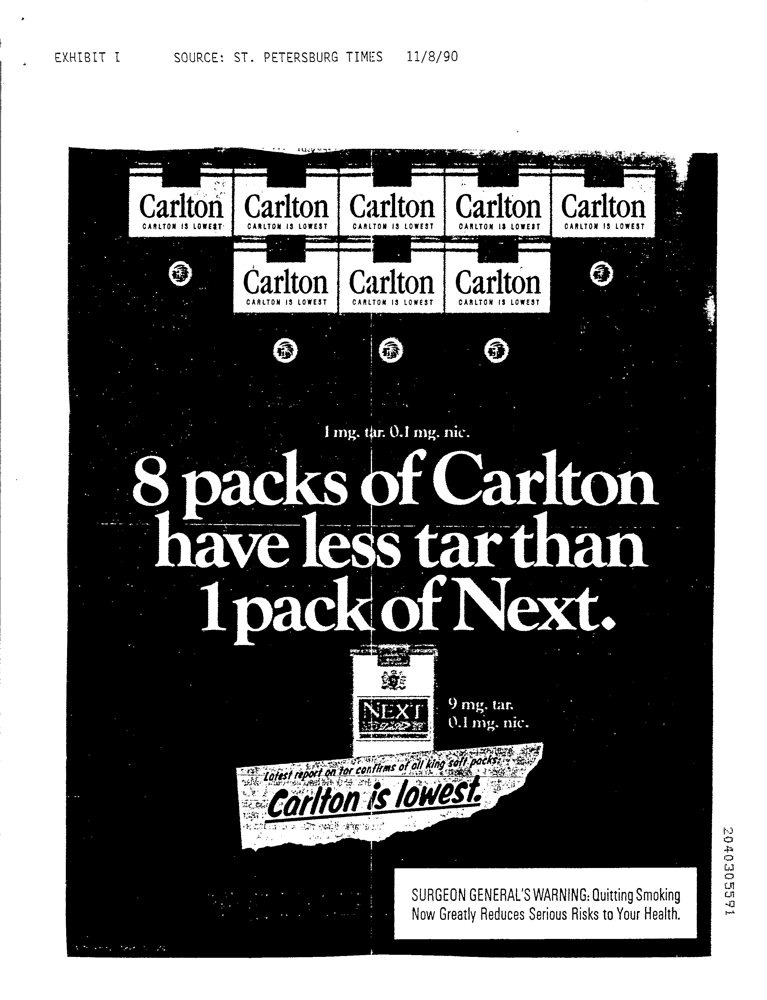 EXHIBIT I SOURCE: ST. PETERSBURG TIMES 11/8/90
Carlton Carlton Carlton Carlton Carlton
CARLTON IS LOWEST CARLTON IS LOWEST CARLTON IS LOWEST CARLTON IS LOWEST CARLTON IS LOWEST
Carlton Carlton Carlton
CARLTON IS LOWEST CARLTON IS LOWEST CARLTON IS LOWEST
1 mg. tar. 0.1 mg. nic.
8 packs of Carlton
have less tar than
1 pack of Next.
NEXT
9 mg. tar.
0.1 mg. nic.
Latest report on tar confirms of all king soft packs:
Carlton is lowest.
SURGEON GENERAL'S WARNING: Quitting Smoking
Now Greatly Reduces Serious Risks to Your Health.
2040305591